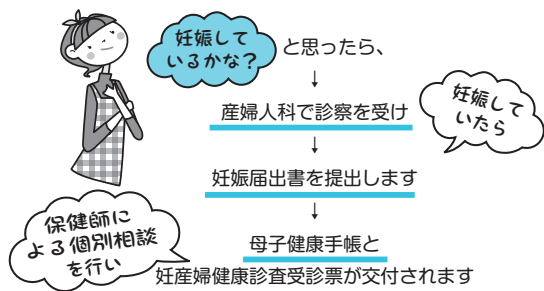 妊娠して
いるかな？
と思ったら、
↓
産婦人科で診察を受け
妊娠して
いたら
↓
妊娠届出書を提出します
↓
保健師に
よる個別相談
を行い
母子健康手帳と
妊産婦健康診査受診票が交付されます